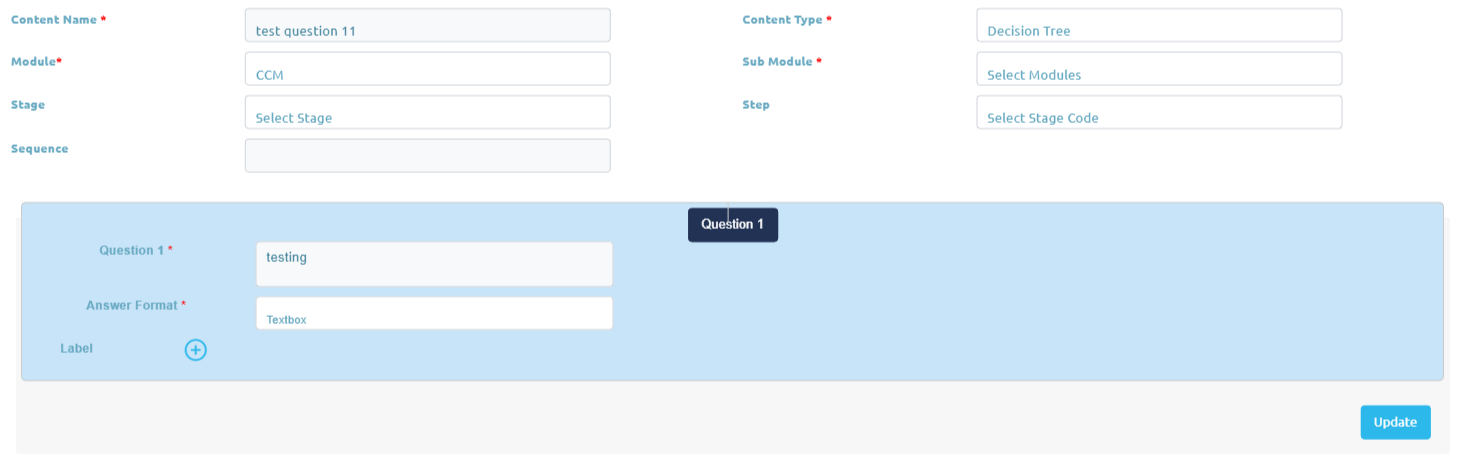 Content Name *
test question 11
Content Type *
Decision Tree
Module*
CCM
Sub Module *
Select Modules
Stage
Select Stage
Step
Select Stage Code
Sequence
Question 1
Question 1 *
testing
Answer Format *
Textbox
Label
Update